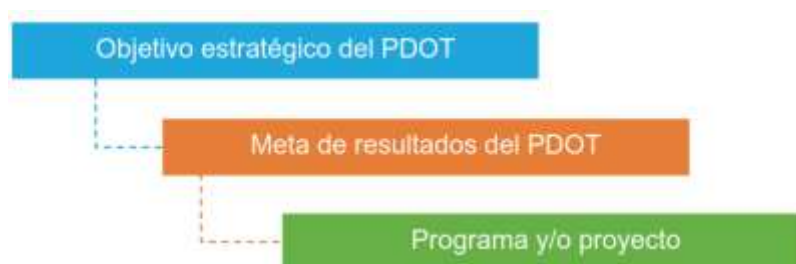 Objetivo estratégico del PDOT
Meta de resultados del PDOT
Programa y/o proyecto